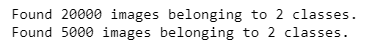 Found 20000 images belonging to 2 classes.
Found 5000 images belonging to 2 classes.